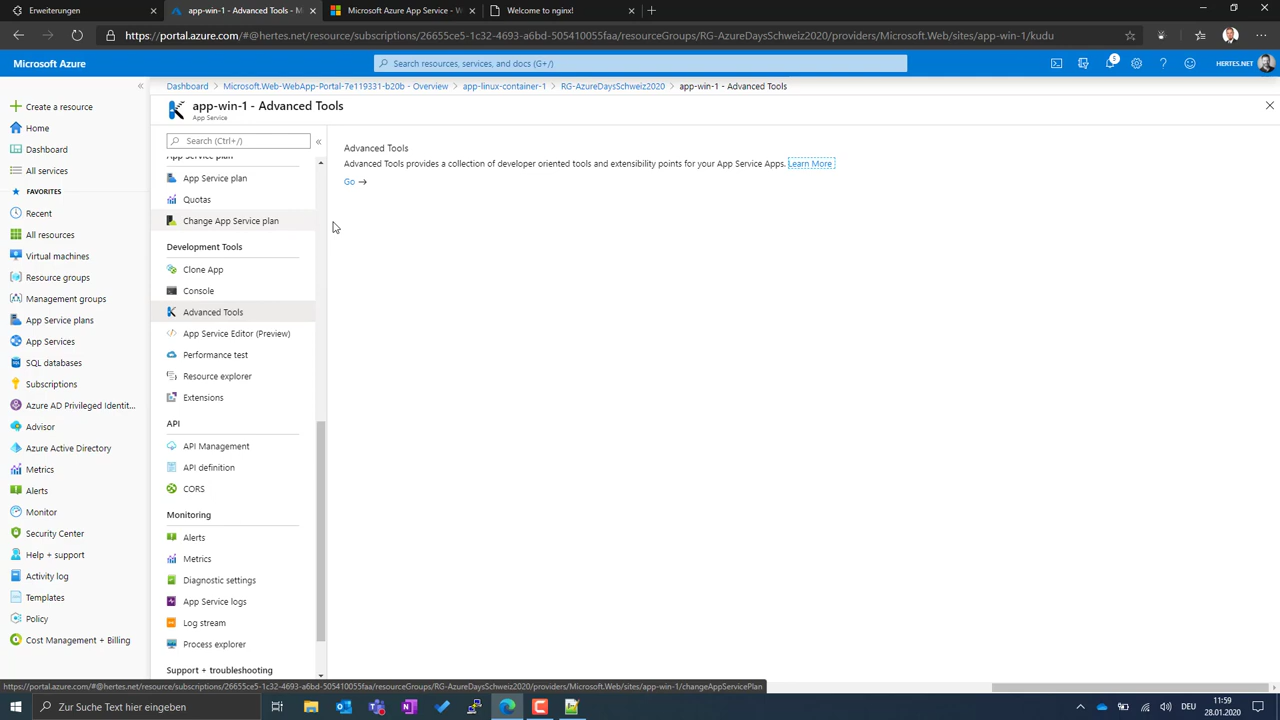 Erweiterungen
app-win-1 - Advanced Tools - M
Microsoft Azure App Service - W
Welcome to nginx!
https://portal.azure.com/#@hertes.net/resource/subscriptions/26655ce5-1c32-4693-a6bd-505410055faa/resourceGroups/RG-AzureDaysSchweiz2020/providers/Microsoft.Web/sites/app-win-1/kudu
Microsoft Azure
Search resources, services, and docs (G+/)
5
HERTES.NET
Dashboard > Microsoft.Web-WebApp-Portal-7e119331-b20b - Overview > app-linux-container-1 > RG-AzureDaysSchweiz2020 > app-win-1 - Advanced Tools
app-win-1 - Advanced Tools
App Service
Create a resource
Home
Dashboard
All services
FAVORITES
Recent
All resources
Virtual machines
Resource groups
Management groups
App Service plans
App Services
SQL databases
Subscriptions
Azure AD Privileged Identit...
Advisor
Azure Active Directory
Metrics
Alerts
Monitor
Security Center
Help + support
Activity log
Templates
Policy
Cost Management + Billing
Search (Ctrl+/)
App Service plan
App Service plan
Quotas
Change App Service plan
Development Tools
Clone App
Console
Advanced Tools
App Service Editor (Preview)
Performance test
Resource explorer
Extensions
API
API Management
API definition
CORS
Monitoring
Alerts
Metrics
Diagnostic settings
App Service logs
Log stream
Process explorer
Support + troubleshooting
Advanced Tools
Advanced Tools provides a collection of developer oriented tools and extensibility points for your App Service Apps. Learn More
Go →
https://portal.azure.com/#@hertes.net/resource/subscriptions/26655ce5-1c32-4693-a6bd-505410055faa/resourceGroups/RG-AzureDaysSchweiz2020/providers/Microsoft.Web/sites/app-win-1/changeAppServicePlan
Zur Suche Text hier eingeben
DEU
11:59
28.01.2020